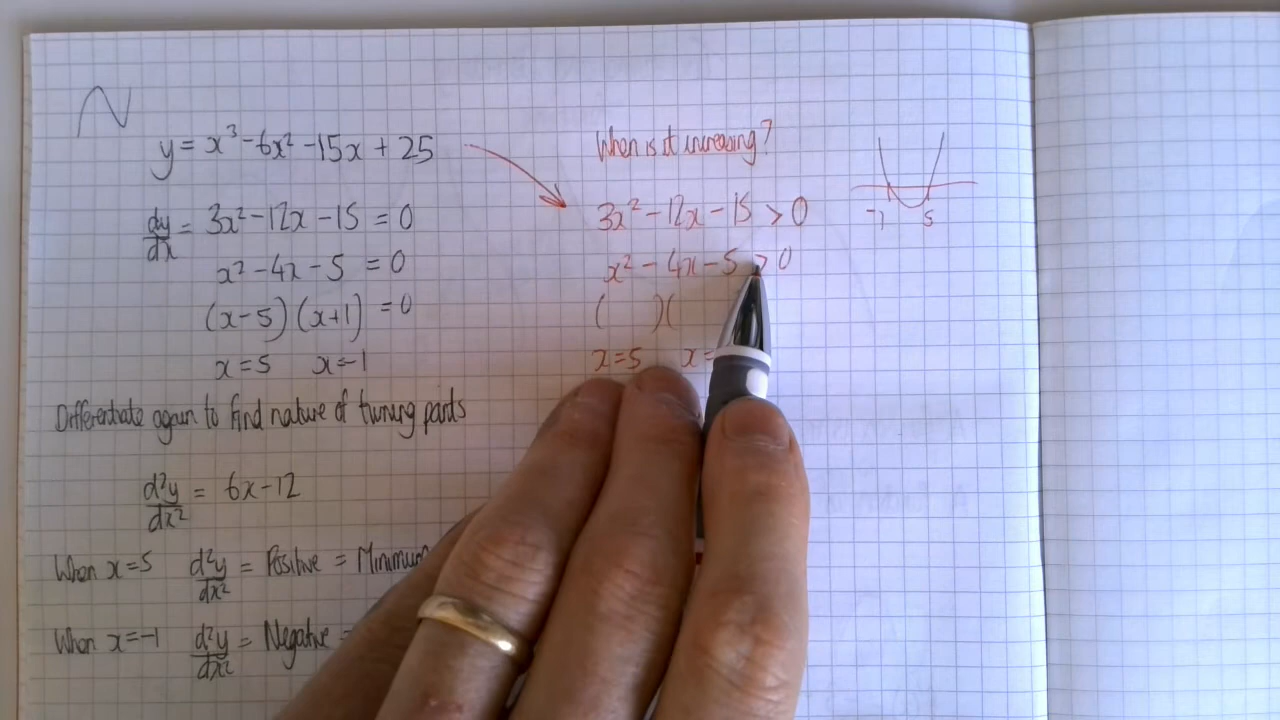 y = x³ - 6x² - 15x + 25
dy/dx = 3x² - 12x - 15 = 0
x² - 4x - 5 = 0
(x-5)(x+1) = 0
x = 5 x = -1
Differentiate again to find nature of turning points
d²y/dx² = 6x - 12
When x = 5 d²y/dx² = Positive = Minimum
When x = -1 d²y/dx² = Negative =
When is it increasing?
3x² - 12x - 15 > 0
x² - 4x - 5 > 0
( )(
x = 5 x =
-1 5